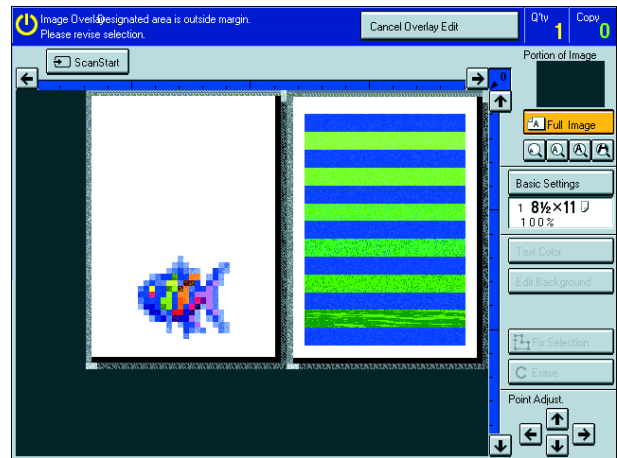 Image Overlay Designated area is outside margin.
Please revise selection.
Cancel Overlay Edit
Q'ty
1
Copy
0
ScanStart
0
Portion of Image
A Full Image
Basic Settings
1 8½×11
100%
Text Color
Edit Background
Fix Selection
C Erase
Point Adjust.